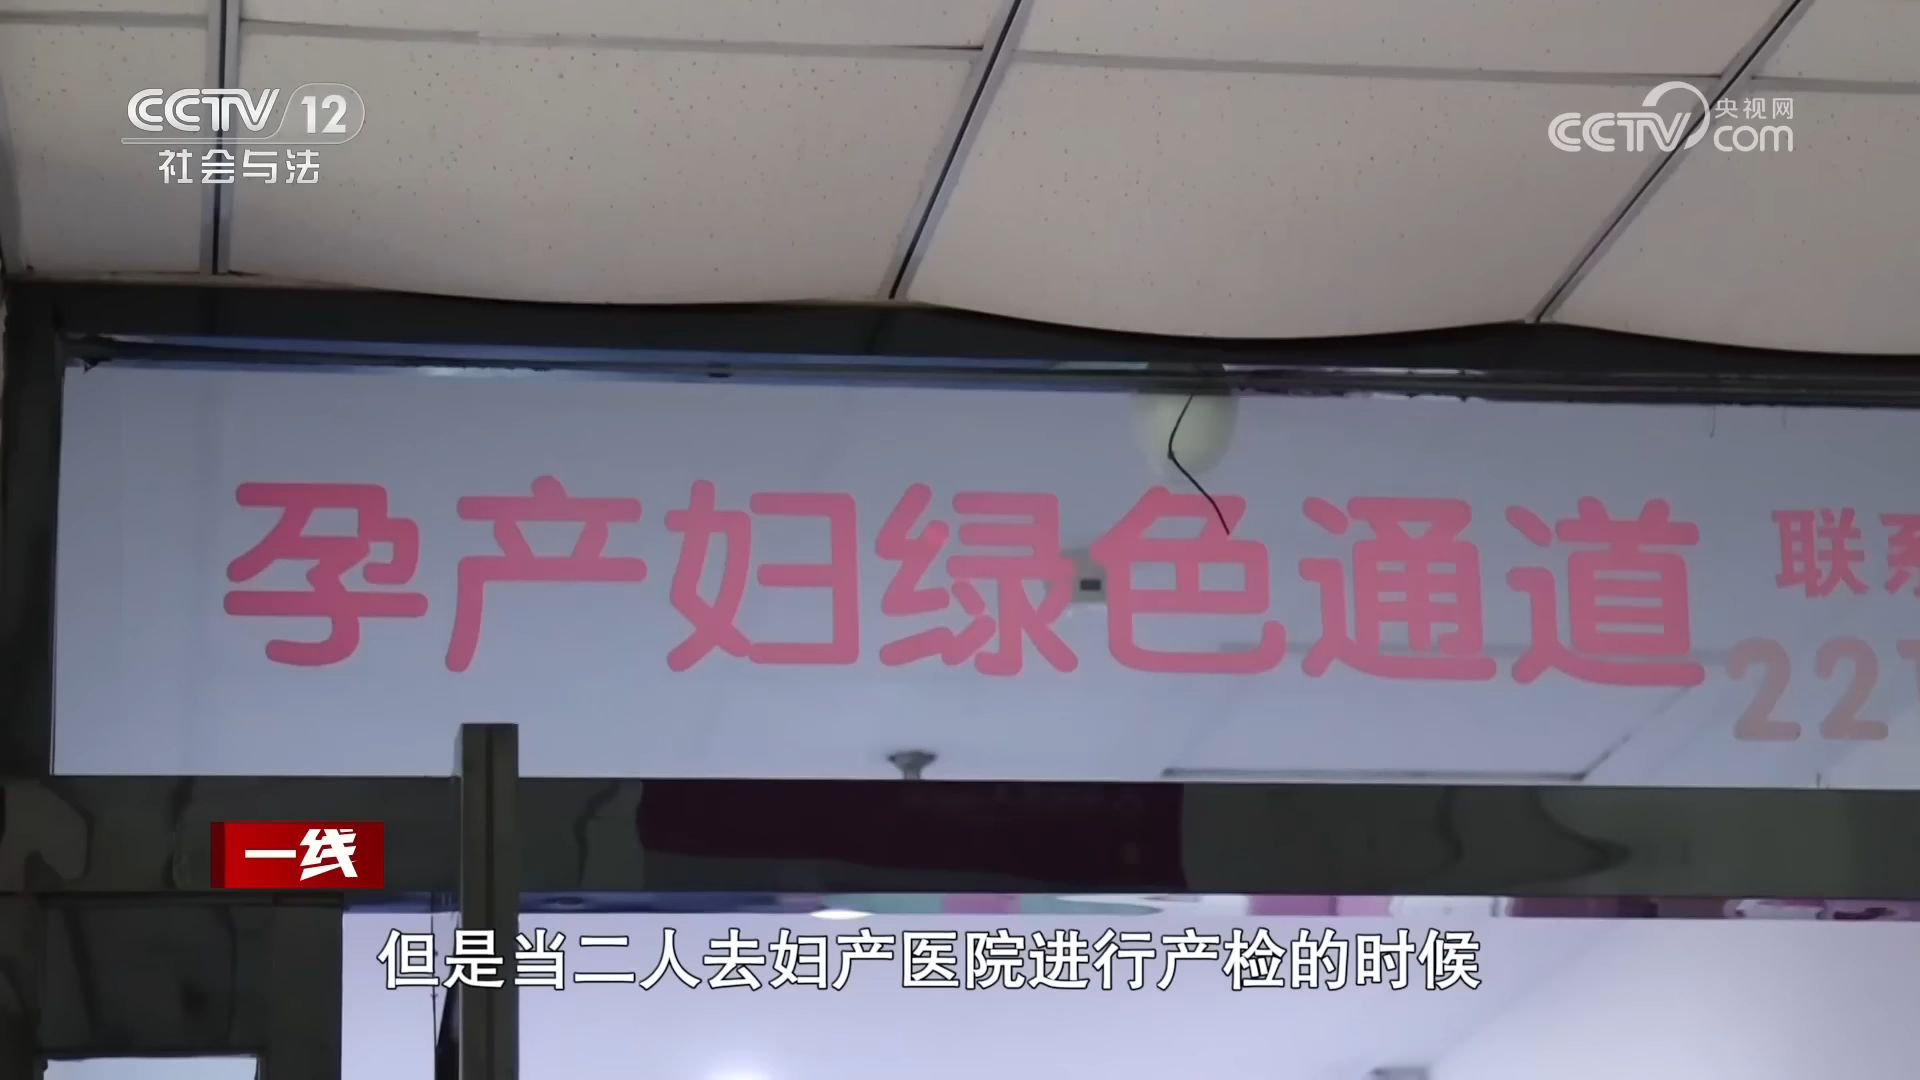 CCTV 12
社会与法
央视网
CCTV.com
孕产妇绿色通道
联系
22
一线
但是当二人去妇产医院进行产检的时候